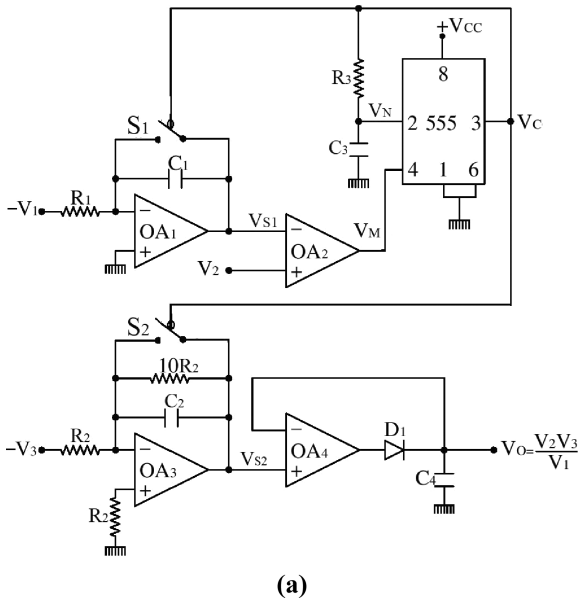 +VCC
R3
8
S1
VN
2 555 3
VC
C3
C1
4 1 6
R1
−V1
−
VS1
OA1
−
VM
+
OA2
V2
+
S2
10R2
C2
R2
−
−V3
−
D1
VO=V2V3/V1
OA3
OA4
VS2
+
+
C4
R2
(a)